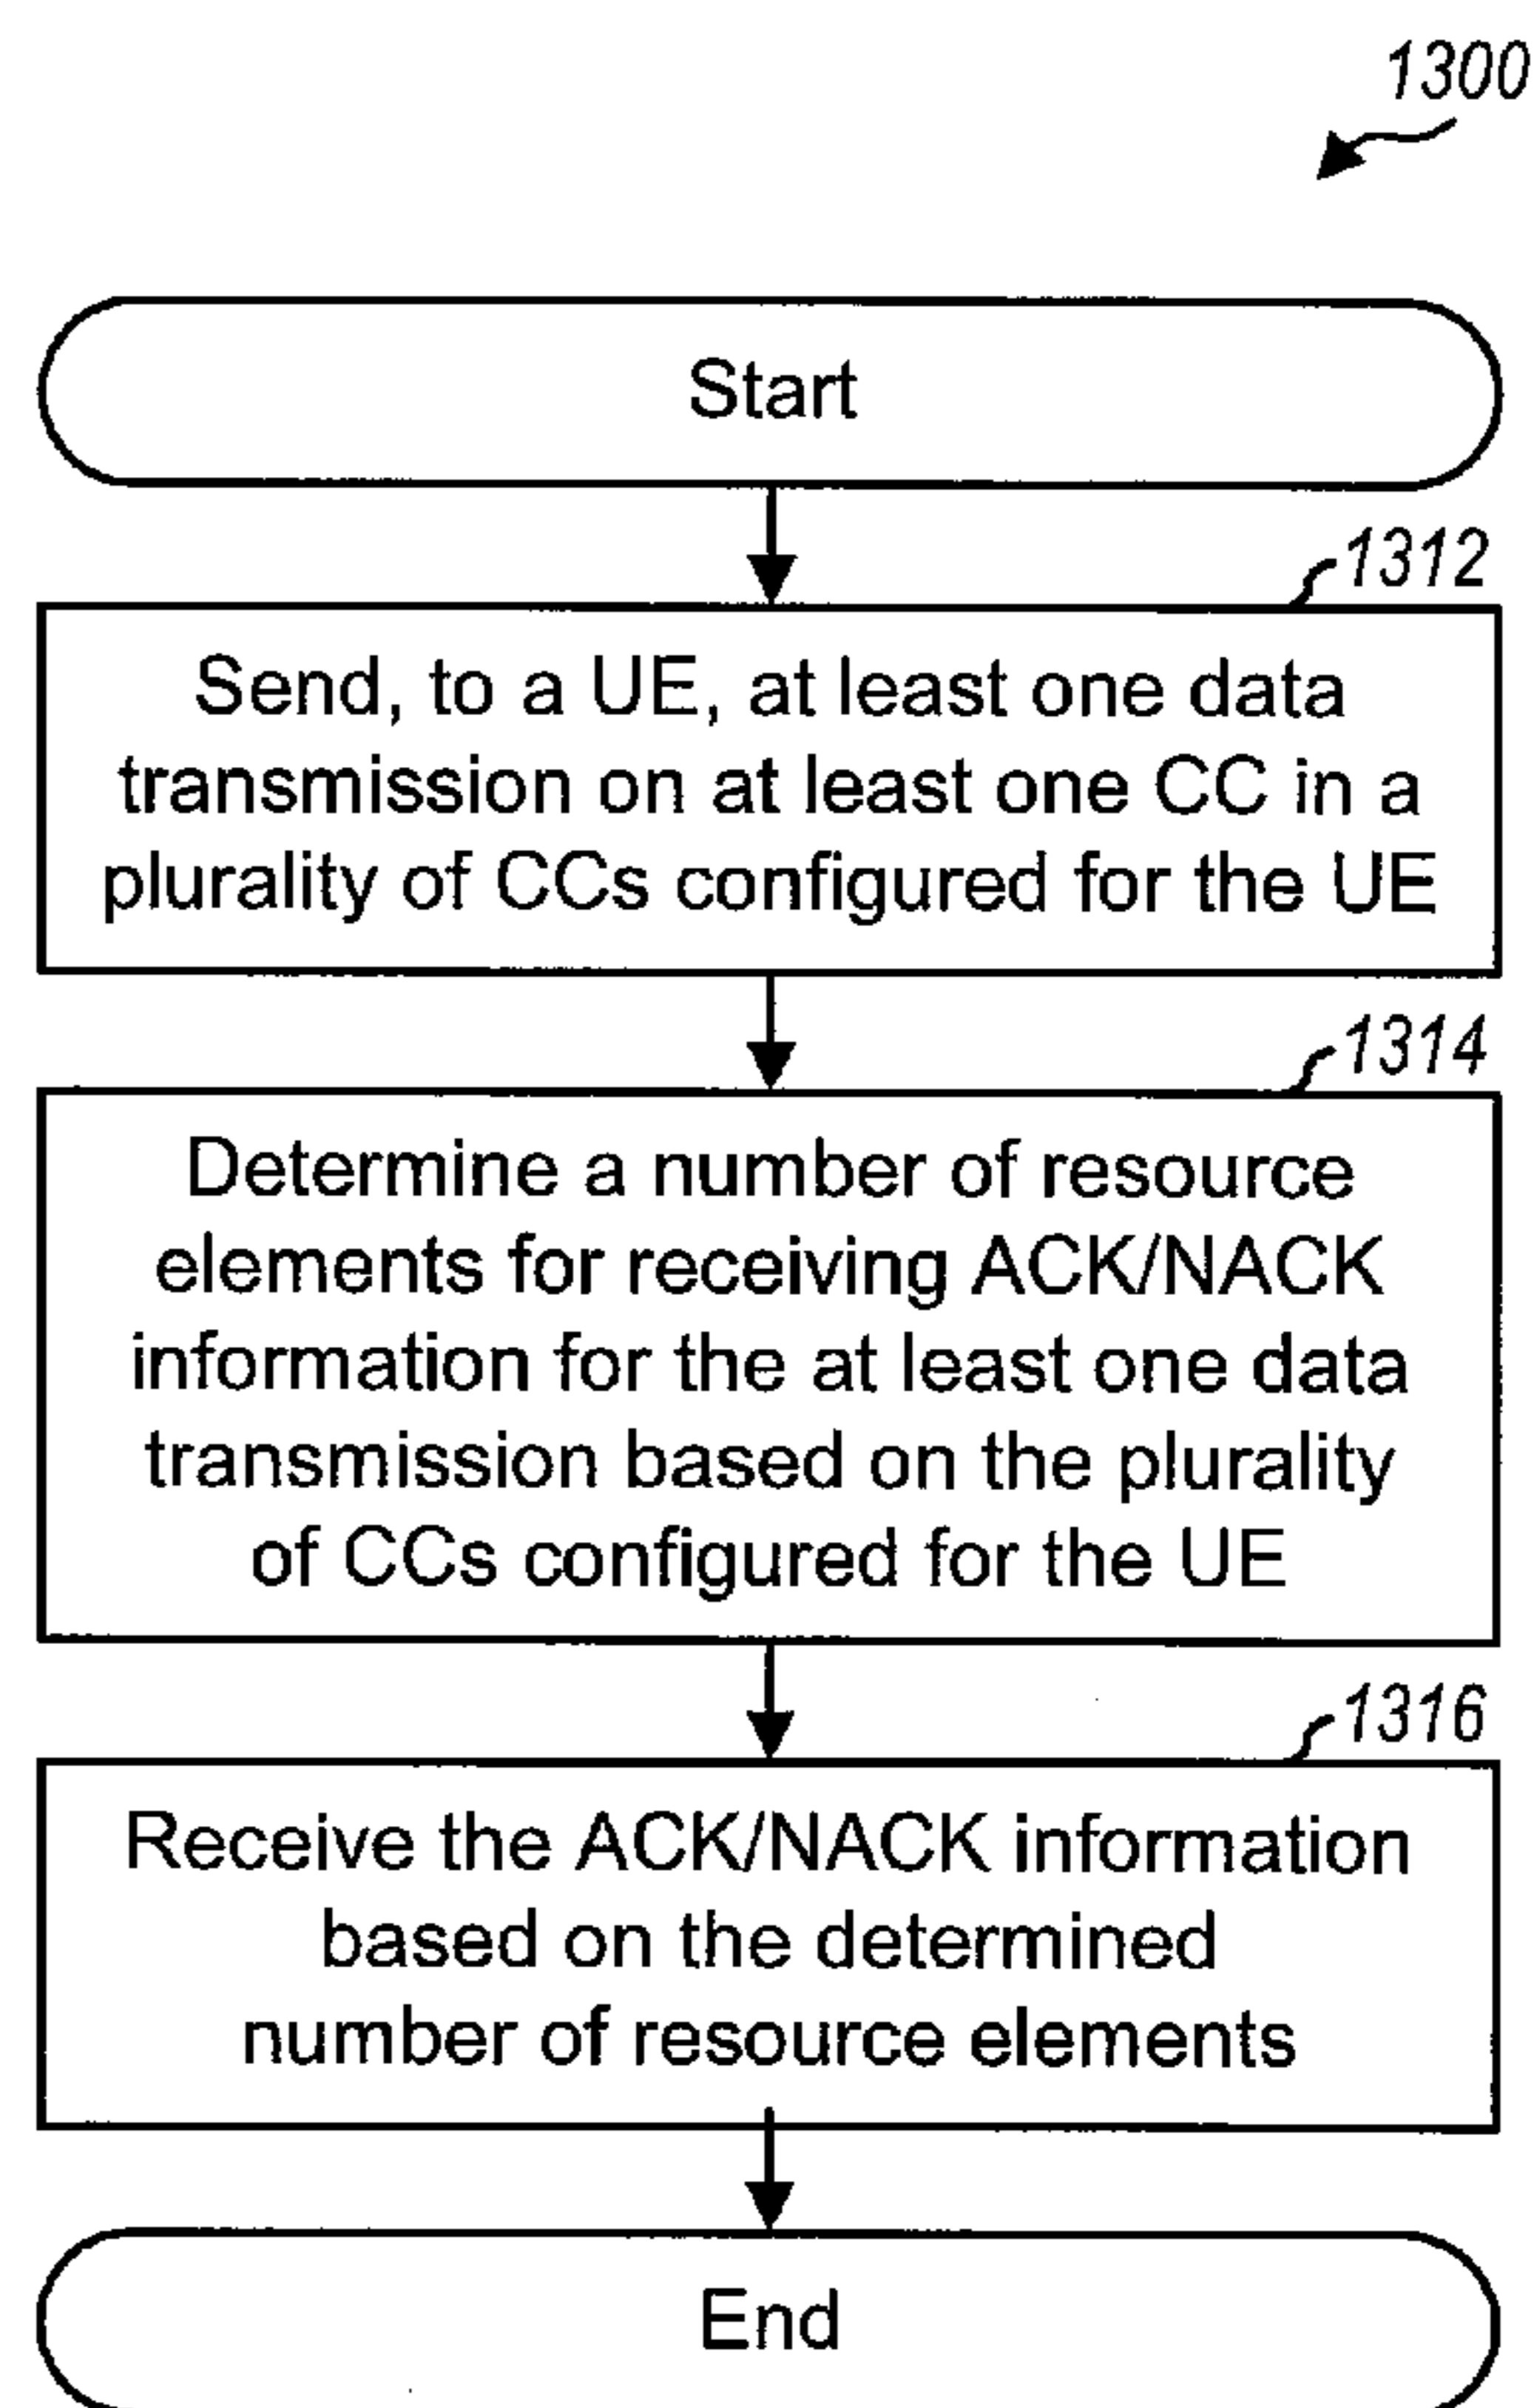 1300
Start
1312
Send, to a UE, at least one data
transmission on at least one CC in a
plurality of CCs configured for the UE
1314
Determine a number of resource
elements for receiving ACK/NACK
information for the at least one data
transmission based on the plurality
of CCs configured for the UE
1316
Receive the ACK/NACK information
based on the determined
number of resource elements
End